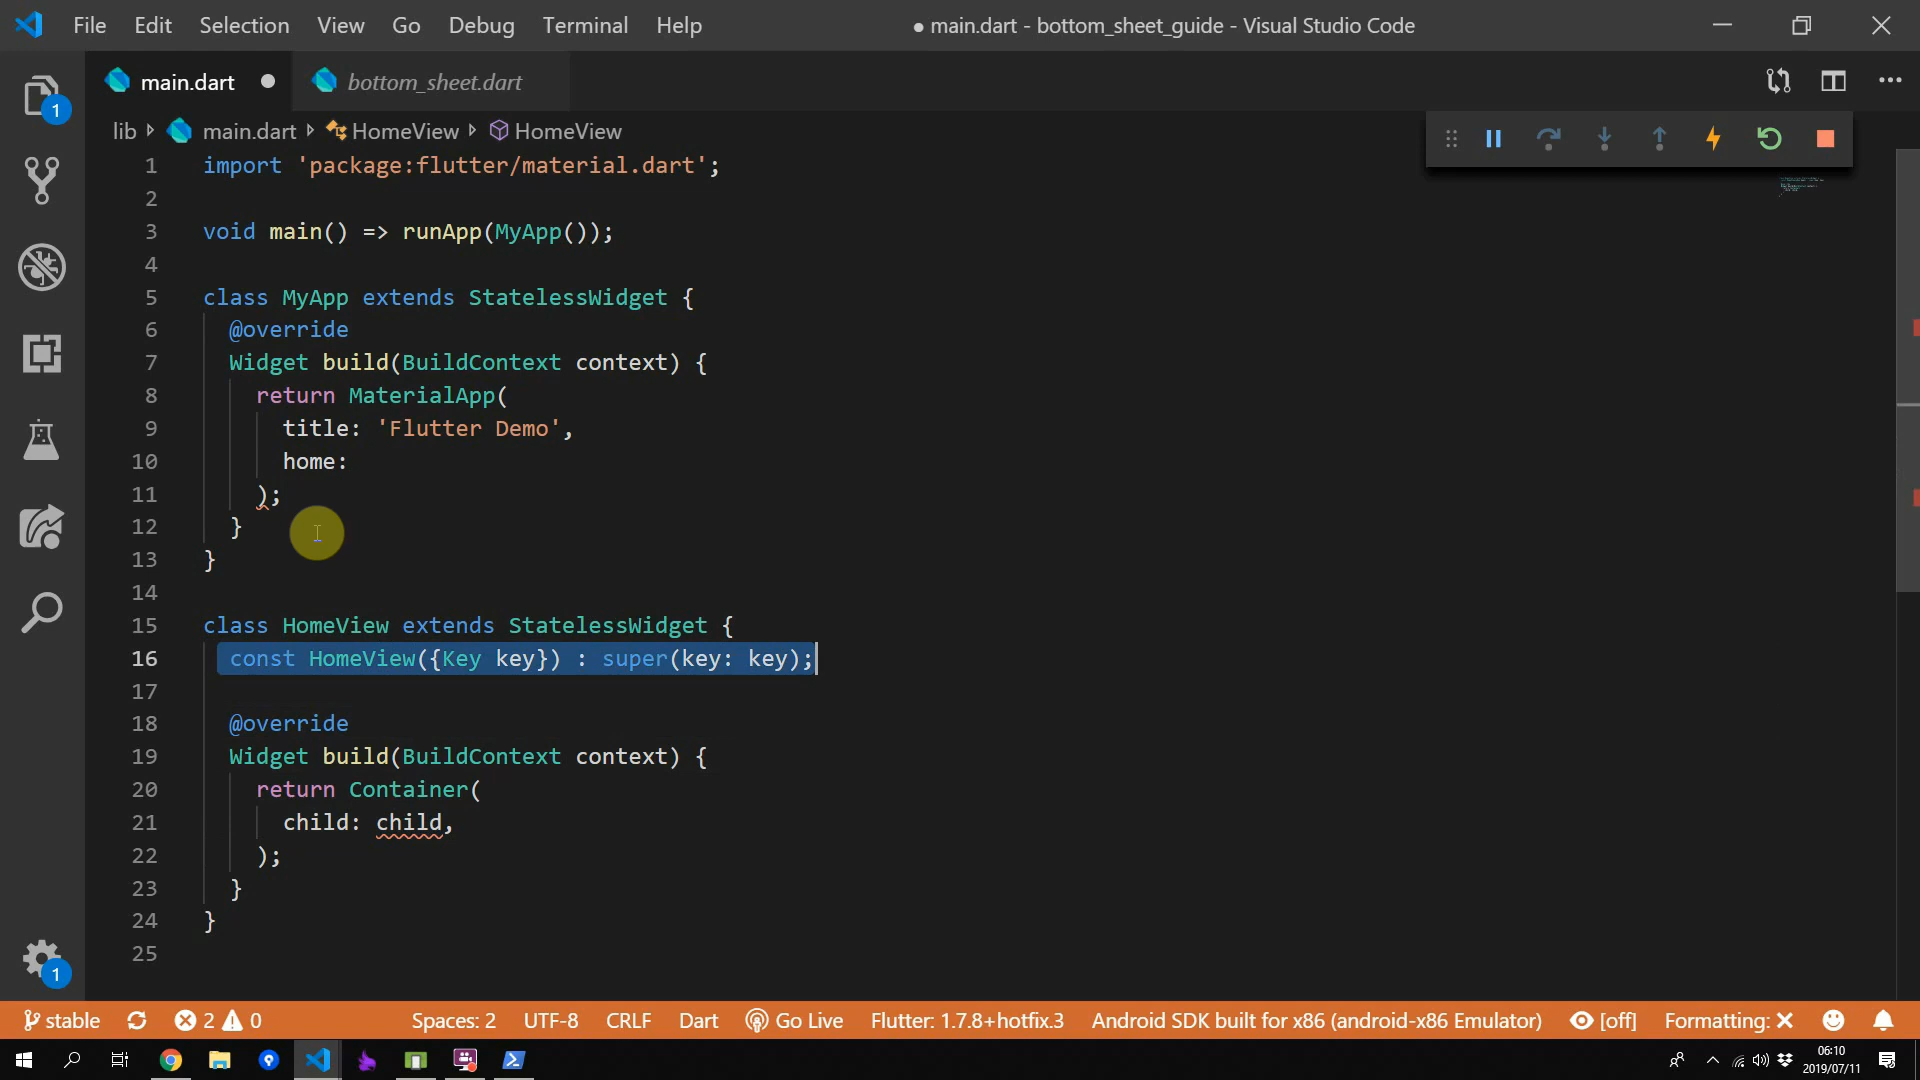 File Edit Selection View Go Debug Terminal Help ● main.dart - bottom_sheet_guide - Visual Studio Code
main.dart ● bottom_sheet.dart
1
lib main.dart HomeView HomeView
1 import 'package:flutter/material.dart';
2
3 void main() => runApp(MyApp());
4
5 class MyApp extends StatelessWidget {
6 @override
7 Widget build(BuildContext context) {
8 return MaterialApp(
9 title: 'Flutter Demo',
10 home:
11 );
12 }
13 }
14
15 class HomeView extends StatelessWidget {
16 const HomeView({Key key}) : super(key: key);
17
18 @override
19 Widget build(BuildContext context) {
20 return Container(
21 child: child,
22 );
23 }
24 }
25
1
stable 2 0 Spaces: 2 UTF-8 CRLF Dart Go Live Flutter: 1.7.8+hotfix.3 Android SDK built for x86 (android-x86 Emulator) [off] Formatting: ✕
06:10
2019/07/11